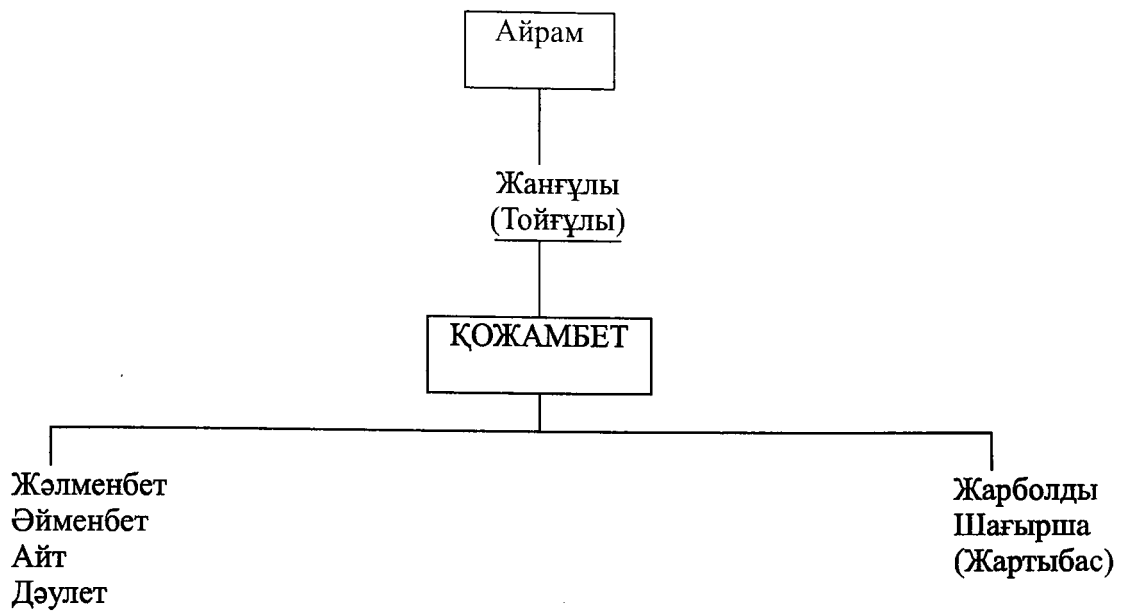 Айрам
Жанғұлы
(Тойғұлы)
ҚОЖАМБЕТ
Жәлменбет
Әйменбет
Айт
Дәулет
Жарболды
Шағырша
(Жартыбас)